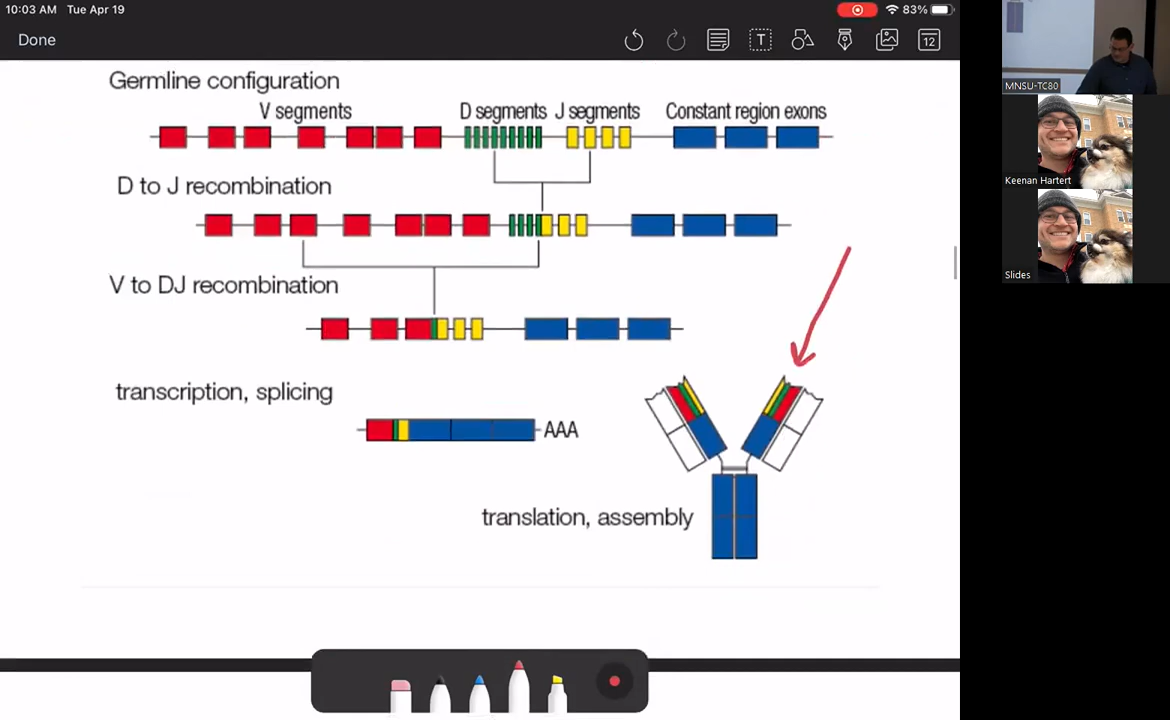 10:03 AM Tue Apr 19
83%
Done
T
12
Germline configuration
V segments
D segments J segments
Constant region exons
D to J recombination
V to DJ recombination
transcription, splicing
AAA
translation, assembly
MNSU-TC80
Keenan Hartert
Slides